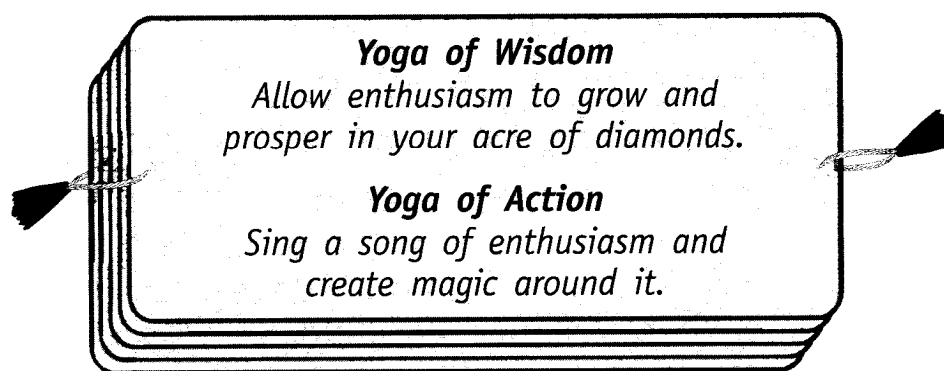 Yoga of Wisdom
Allow enthusiasm to grow and
prosper in your acre of diamonds.
Yoga of Action
Sing a song of enthusiasm and
create magic around it.